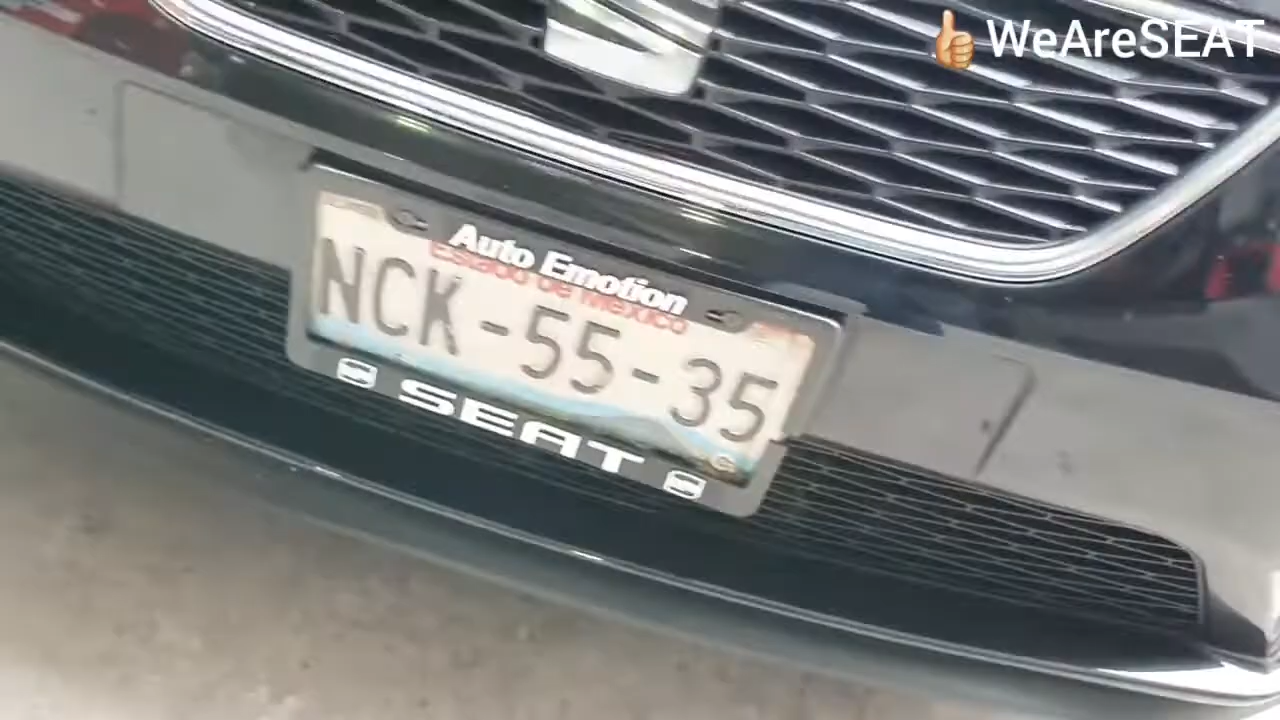 👍 WeAreSEAT
Auto Emotion
Estado de México
NCK-55-35
SEAT